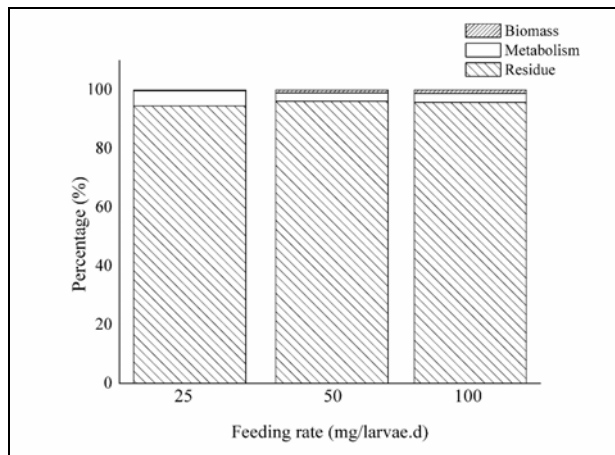 Biomass
Metabolism
Residue
100
80
60
40
20
0
Percentage (%)
25 50 100
Feeding rate (mg/larvae.d)